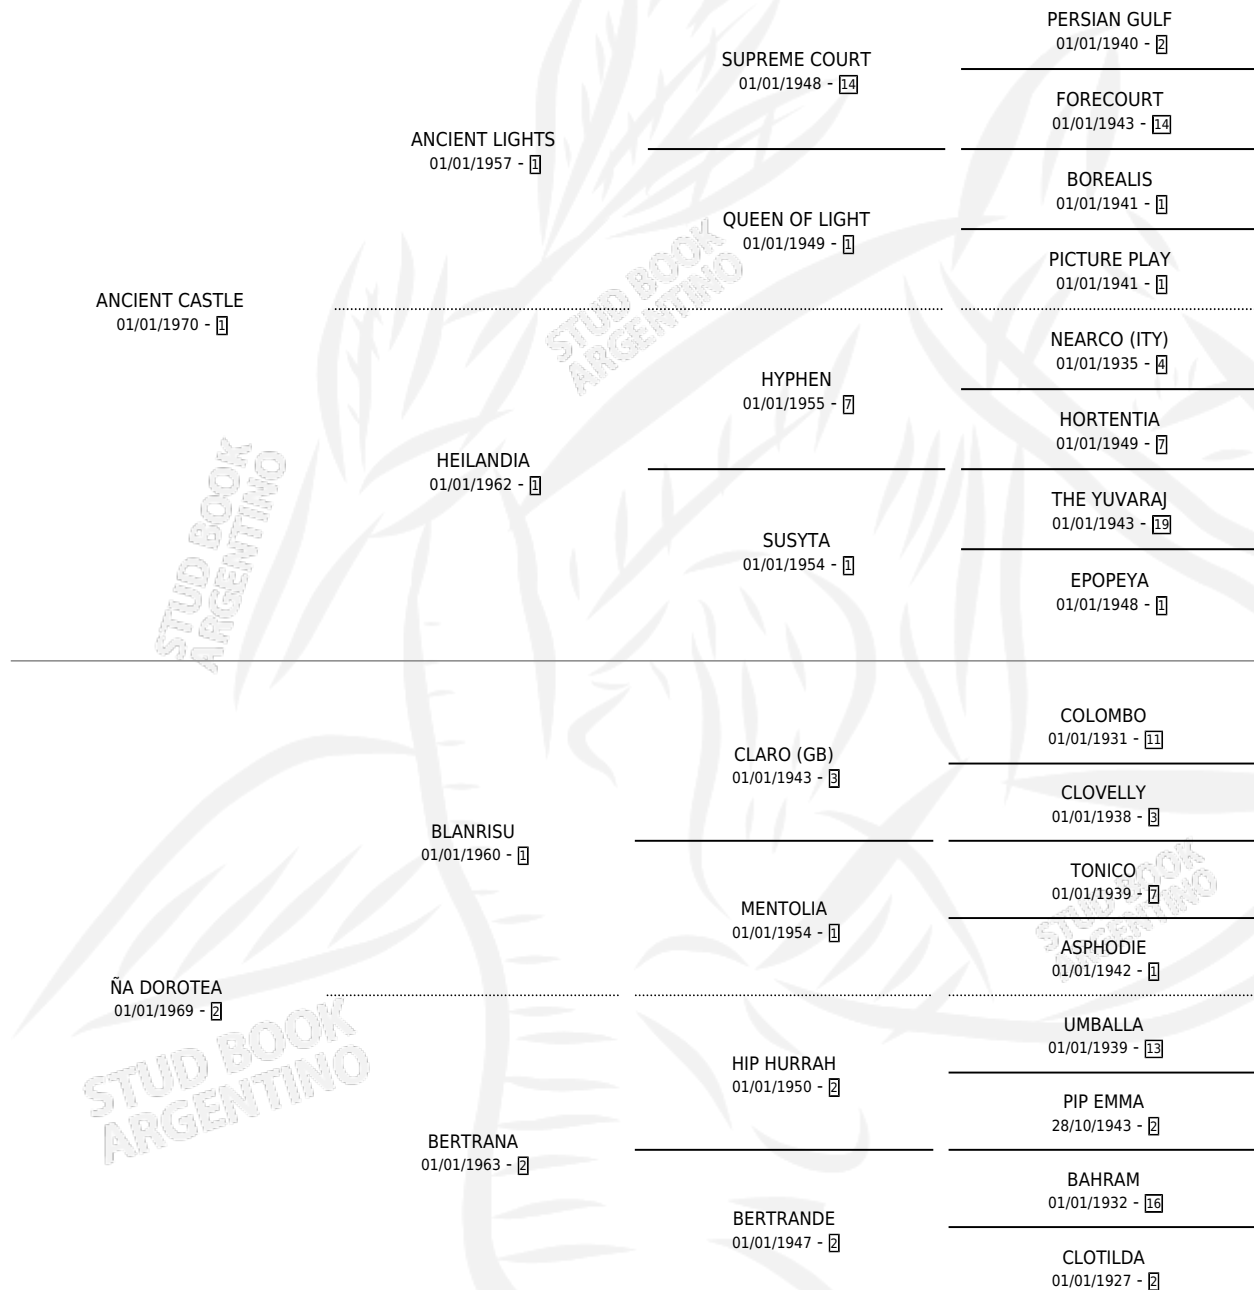 PERSIAN GULF
01/01/1940 - 2
SUPREME COURT
01/01/1948 - 14
FORECOURT
01/01/1943 - 14
ANCIENT LIGHTS
01/01/1957 - 1
BOREALIS
01/01/1941 - 1
QUEEN OF LIGHT
01/01/1949 - 1
PICTURE PLAY
01/01/1941 - 1
ANCIENT CASTLE
01/01/1970 - 1
NEARCO (ITY)
01/01/1935 - 4
HYPHEN
01/01/1955 - 7
HORTENTIA
01/01/1949 - 7
HEILANDIA
01/01/1962 - 1
THE YUVARAJ
01/01/1943 - 19
SUSYTA
01/01/1954 - 1
EPOPEYA
01/01/1948 - 1
COLOMBO
01/01/1931 - 11
CLARO (GB)
01/01/1943 - 3
CLOVELLY
01/01/1938 - 3
BLANRISU
01/01/1960 - 1
TONICO
01/01/1939 - 7
MENTOLIA
01/01/1954 - 1
ASPHODIE
01/01/1942 - 1
ÑA DOROTEA
01/01/1969 - 2
UMBALLA
01/01/1939 - 13
HIP HURRAH
01/01/1950 - 2
PIP EMMA
28/10/1943 - 2
BERTRANA
01/01/1963 - 2
BAHRAM
01/01/1932 - 16
BERTRANDE
01/01/1947 - 2
CLOTILDA
01/01/1927 - 2
STUD BOOK
ARGENTINO
STUD BOOK
ARGENTINO
STUD BOOK
ARGENTINO
STUD BOOK
ARGENTINO